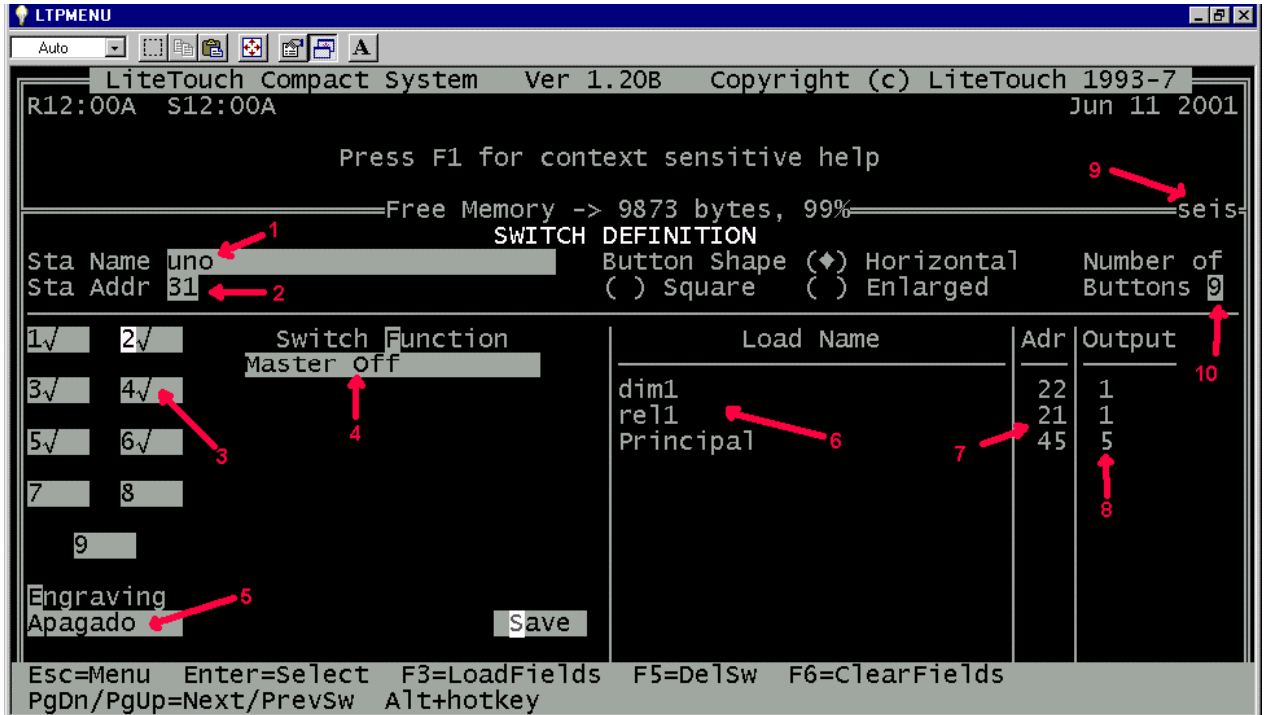 LTPMENU
Auto
A
LiteTouch Compact System Ver 1.20B Copyright (c) LiteTouch 1993-7
R12:00A S12:00A Jun 11 2001
Press F1 for context sensitive help
9
Free Memory -> 9873 bytes, 99% seis
1
SWITCH DEFINITION
Sta Name uno Button Shape (♦) Horizontal Number of
Sta Addr 31 2 ( ) Square ( ) Enlarged Buttons 9
1√ 2√ Switch Function Load Name Adr Output
Master Off
10
3√ 4√ dim1 22 1
rel1 21 1
4 6
5√ 6√ Principal 45 5
3 7
7 8
8
9
Engraving 5
Apagado Save
Esc=Menu Enter=Select F3=LoadFields F5=DelSw F6=ClearFields
PgDn/PgUp=Next/PrevSw Alt+hotkey